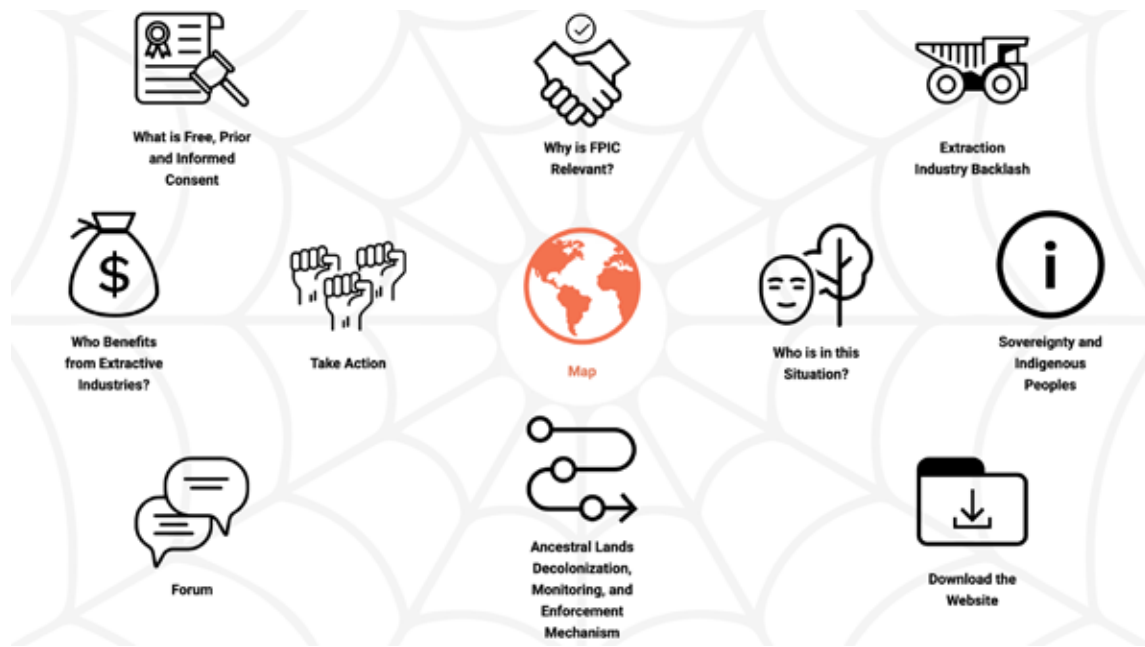 What is Free, Prior
and Informed
Consent
Why is FPIC
Relevant?
Extraction
Industry Backlash
$
Who Benefits
from Extractive
Industries?
Take Action
Map
Who is in this
Situation?
i
Sovereignty and
Indigenous
Peoples
Forum
Ancestral Lands
Decolonization,
Monitoring, and
Enforcement
Mechanism
Download the
Website